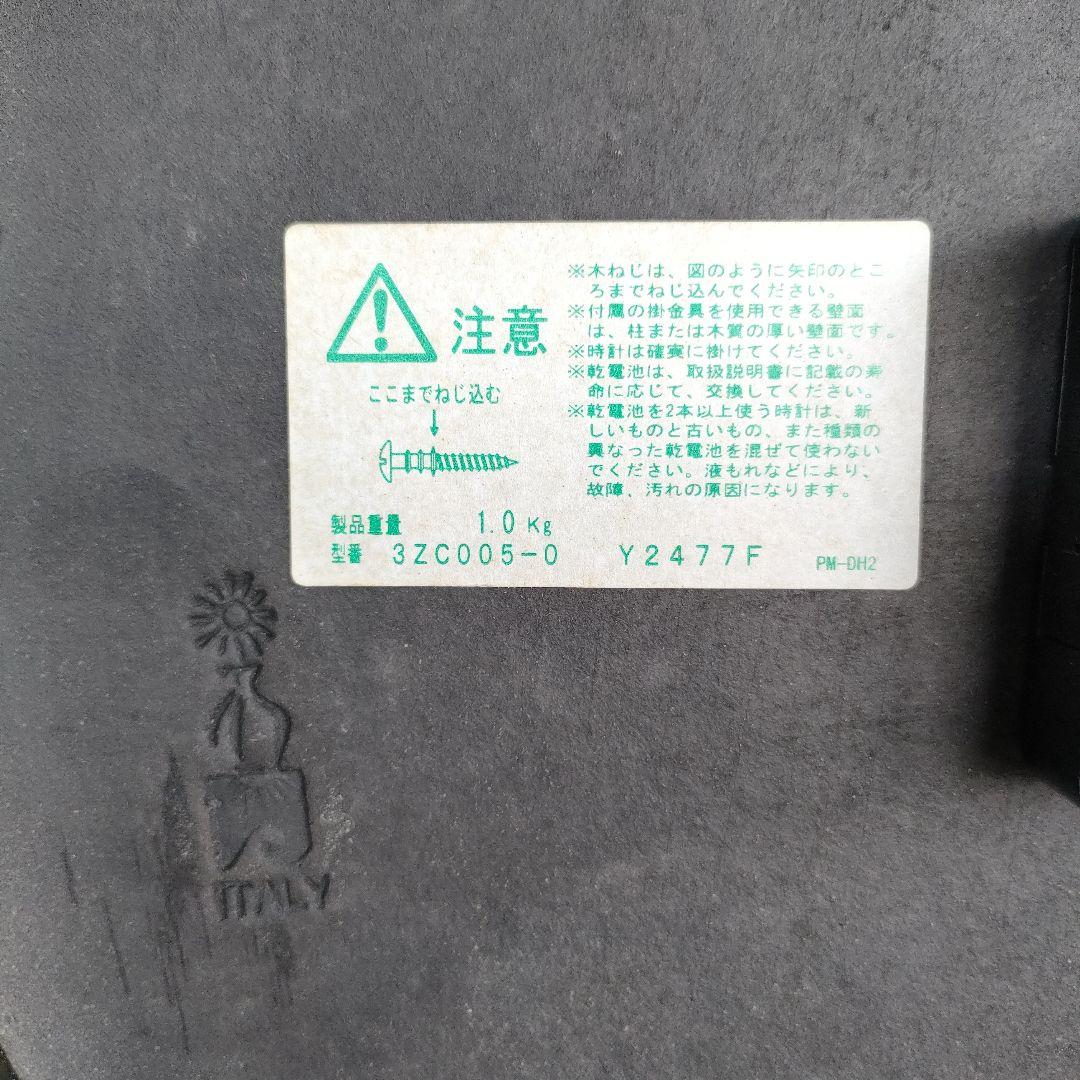 注意
ここまでねじ込む
※木ねじは、図のように矢印のとこ
ろまでねじ込んでください。
※付属の掛金具を使用できる壁面
は、柱または木質の厚い壁面です。
※時計は確実に掛けてください。
※乾電池は、取扱説明書に記載の寿
命に応じて、交換してください。
※乾電池を2本以上使う時計は、新
しいものと古いもの、また種類の
異なった乾電池を混ぜて使わない
でください。液もれなどにより、
故障、汚れの原因になります。
製品重量 1.0 Kg
型番 3ZC005-0 Y2477F PM-DH2
ITALY